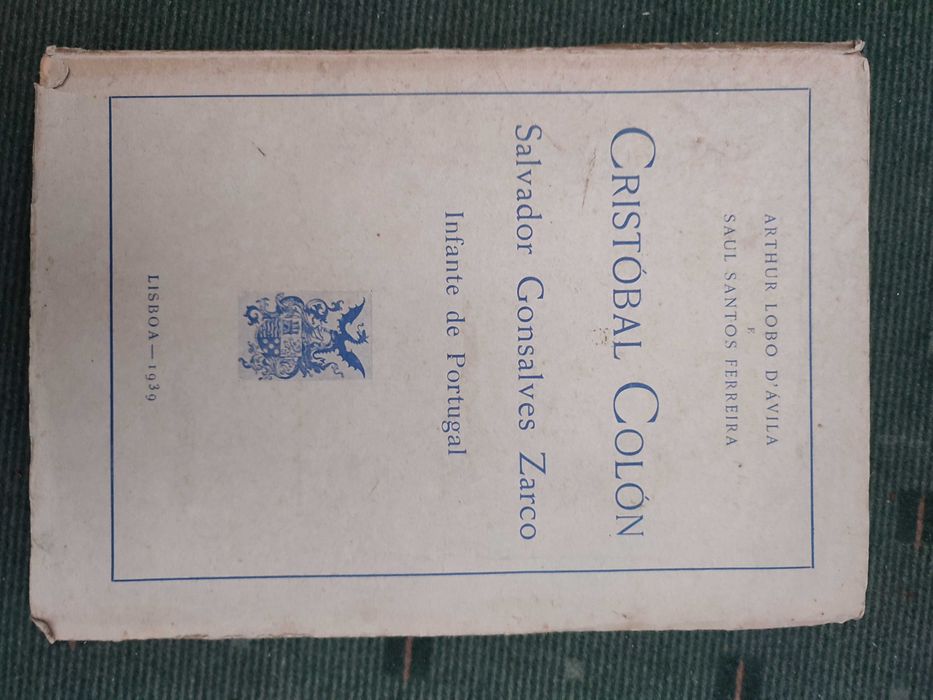 ARTHUR LOBO D'ÁVILA
E
SAUL SANTOS FERREIRA
CRISTÓBAL COLÓN
Salvador Gonsalves Zarco
Infante de Portugal
LISBOA — 1939